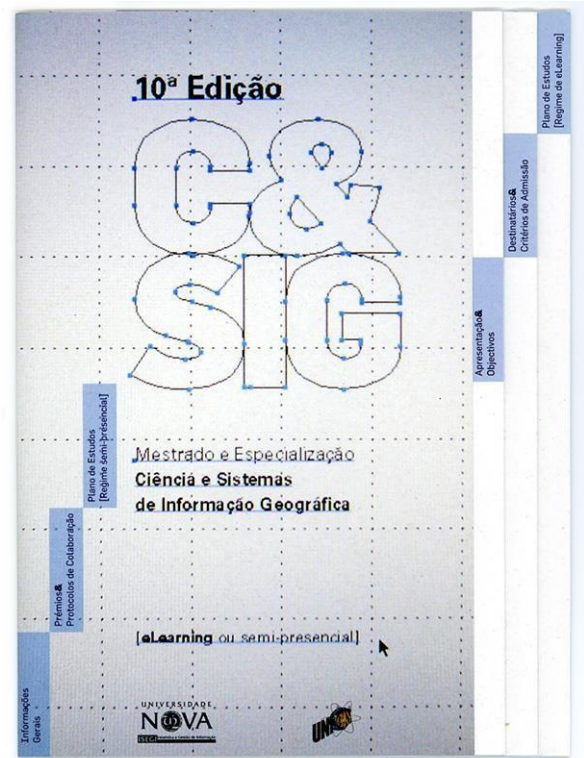 10ª Edição
C&
SIG
Mestrado e Especialização
Ciência e Sistemas
de Informação Geográfica
[eLearning ou semi-presencial]
UNIVERSIDADE
NOVA
ISEGI
Informações
Gerais
Prémios&
Protocolos de Colaboração
Plano de Estudos
[Regime semi-presencial]
Apresentação&
Objectivos
Destinatários&
Critérios de Admissão
Plano de Estudos
[Regime de eLearning]